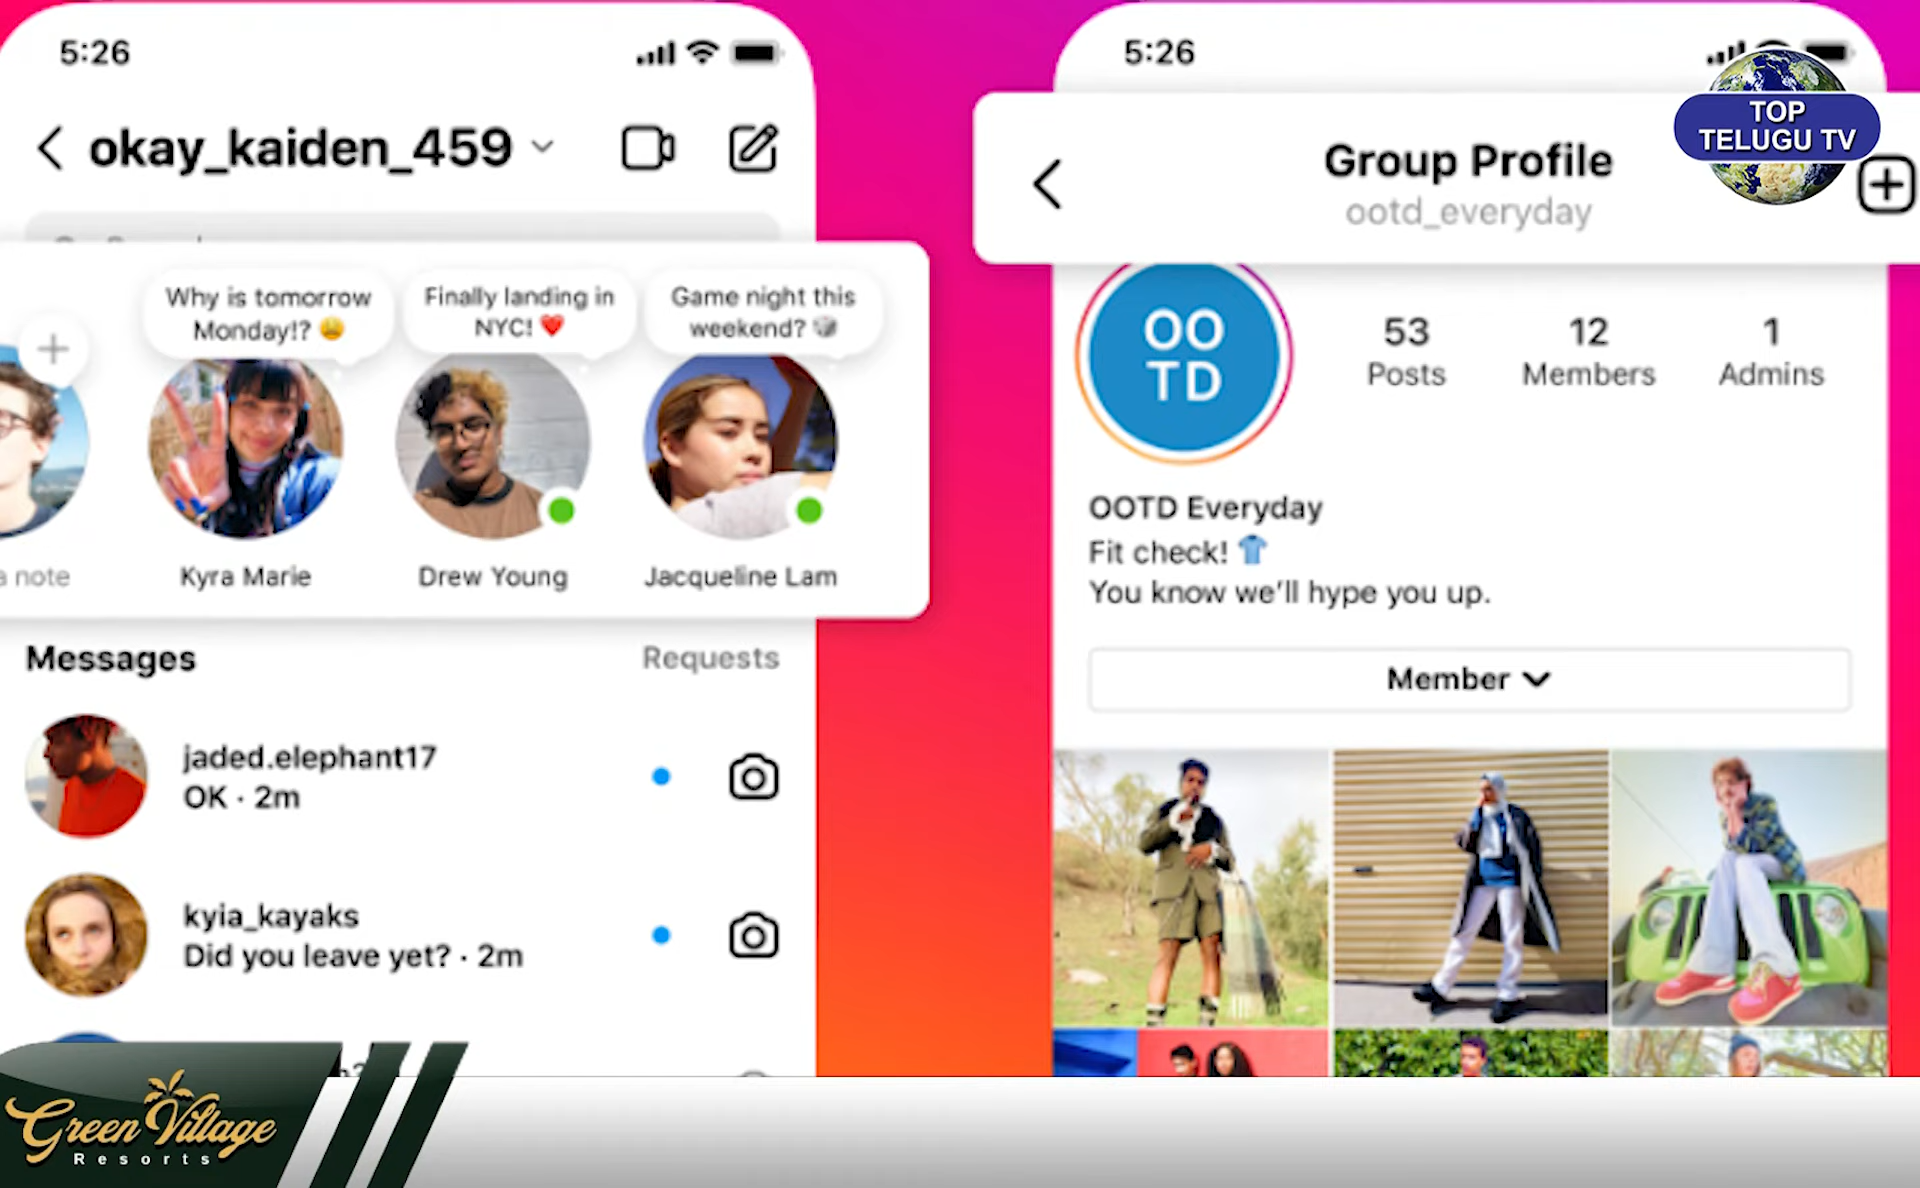 5:26
okay_kaiden_459
Why is tomorrow
Monday!? 😩
Finally landing in
NYC! ❤️
Game night this
weekend? 🎲
a note
Kyra Marie
Drew Young
Jacqueline Lam
Messages
Requests
jaded.elephant17
OK · 2m
kyia_kayaks
Did you leave yet? · 2m
5:26
TOP
TELUGU TV
Group Profile
ootd_everyday
OO
TD
53
Posts
12
Members
1
Admins
OOTD Everyday
Fit check! 👕
You know we'll hype you up.
Member
Green Village
Resorts